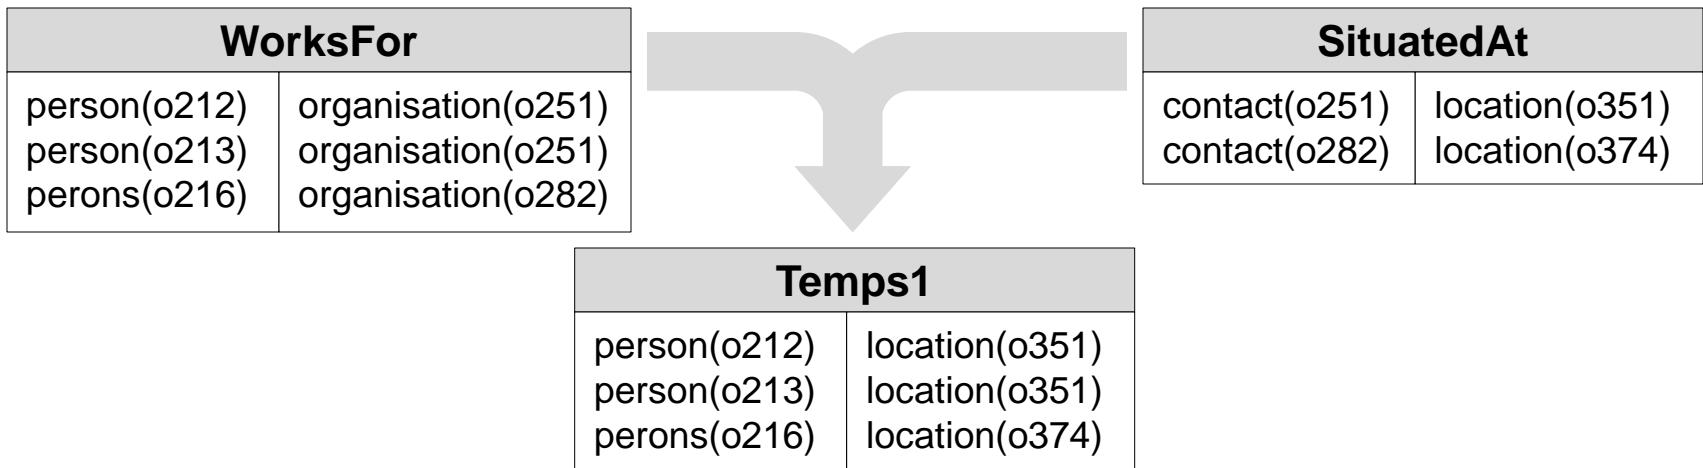 WorksFor
person(o212) organisation(o251)
person(o213) organisation(o251)
perons(o216) organisation(o282)
SituatedAt
contact(o251) location(o351)
contact(o282) location(o374)
Temps1
person(o212) location(o351)
person(o213) location(o351)
perons(o216) location(o374)